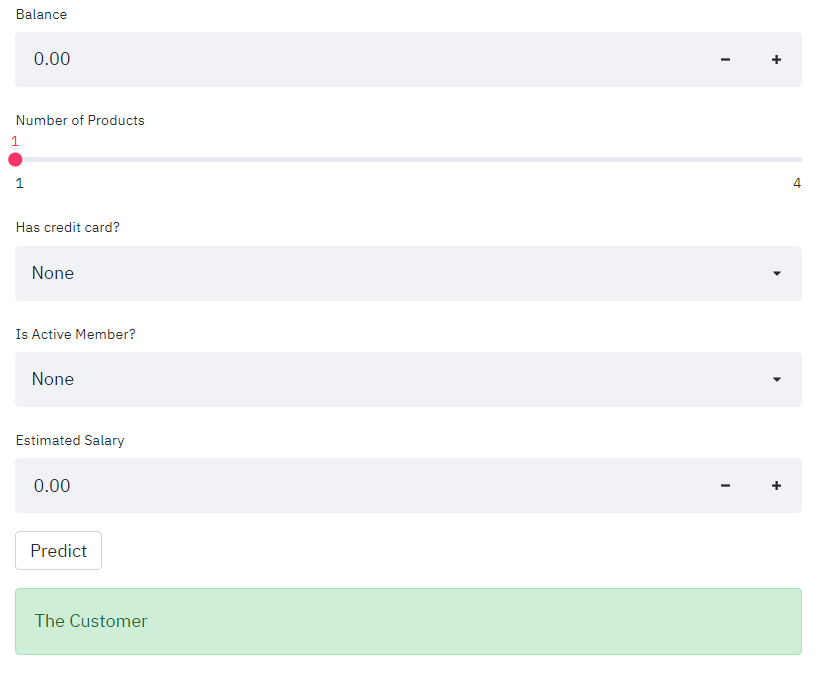 Balance
0.00
Number of Products
1
1 4
Has credit card?
None
Is Active Member?
None
Estimated Salary
0.00
Predict
The Customer